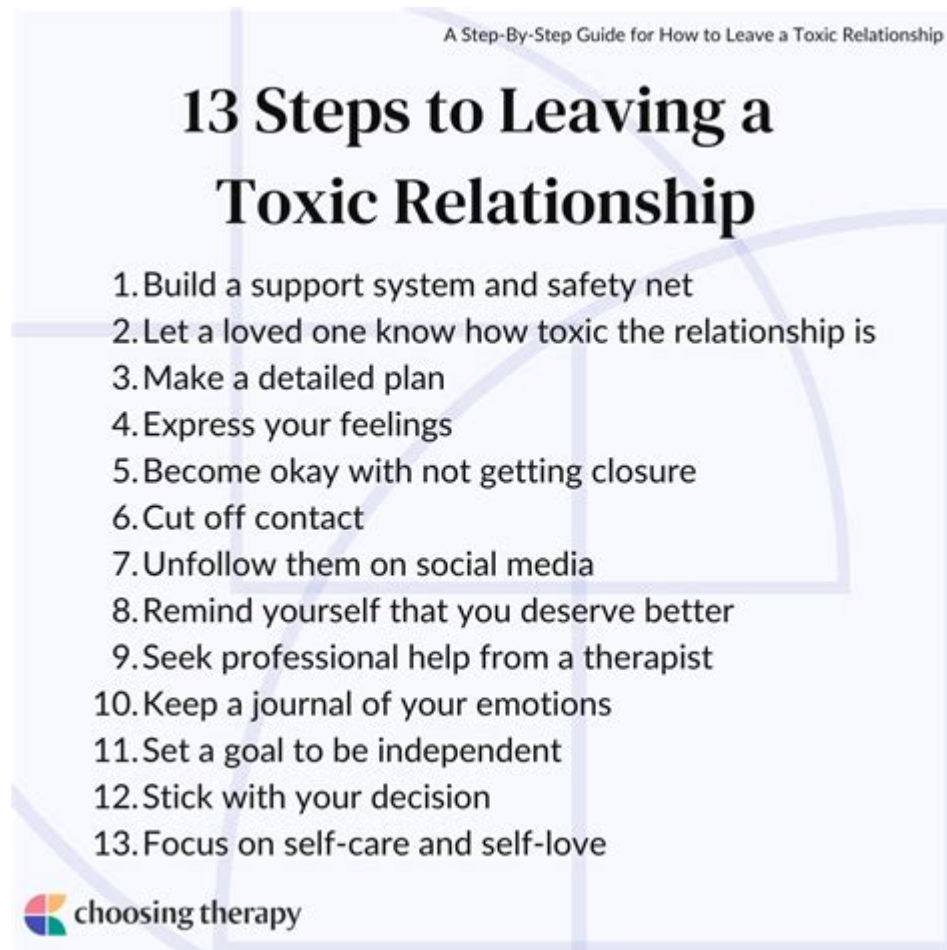 A Step-By-Step Guide for How to Leave a Toxic Relationship
13 Steps to Leaving a
Toxic Relationship
1. Build a support system and safety net
2. Let a loved one know how toxic the relationship is
3. Make a detailed plan
4. Express your feelings
5. Become okay with not getting closure
6. Cut off contact
7. Unfollow them on social media
8. Remind yourself that you deserve better
9. Seek professional help from a therapist
10. Keep a journal of your emotions
11. Set a goal to be independent
12. Stick with your decision
13. Focus on self-care and self-love
choosing therapy